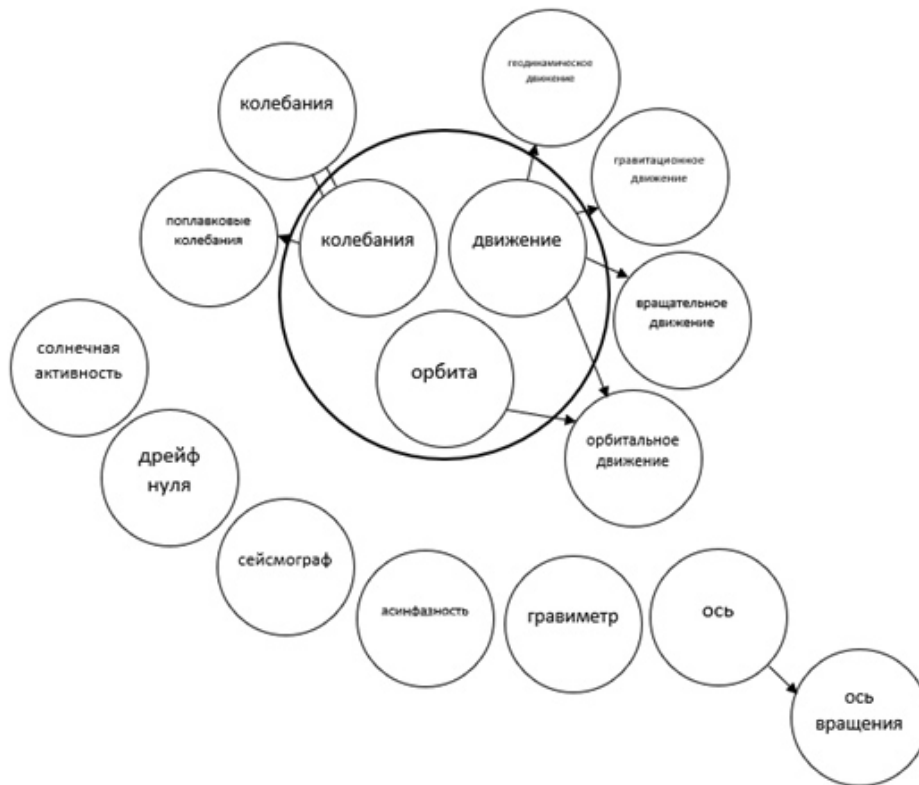 геодинамическое
движение
колебания
гравитационное
движение
поплавковые
колебания
колебания
движение
вращательное
движение
солнечная
активность
орбита
орбитальное
движение
дрейф
нуля
сейсмограф
асинфазность
гравиметр
ось
ось
вращения